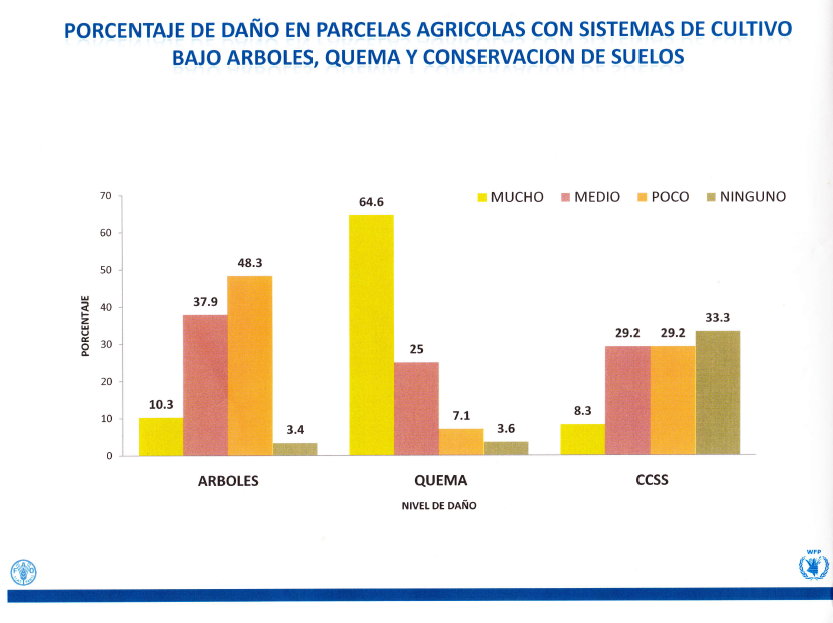 PORCENTAJE DE DAÑO EN PARCELAS AGRICOLAS CON SISTEMAS DE CULTIVO
BAJO ARBOLES, QUEMA Y CONSERVACION DE SUELOS
MUCHO MEDIO POCO NINGUNO
PORCENTAJE
70
60
50
40
30
20
10
0
10.3
37.9
48.3
3.4
64.6
25
7.1
3.6
8.3
29.2
29.2
33.3
ARBOLES QUEMA CCSS
NIVEL DE DAÑO
WFP